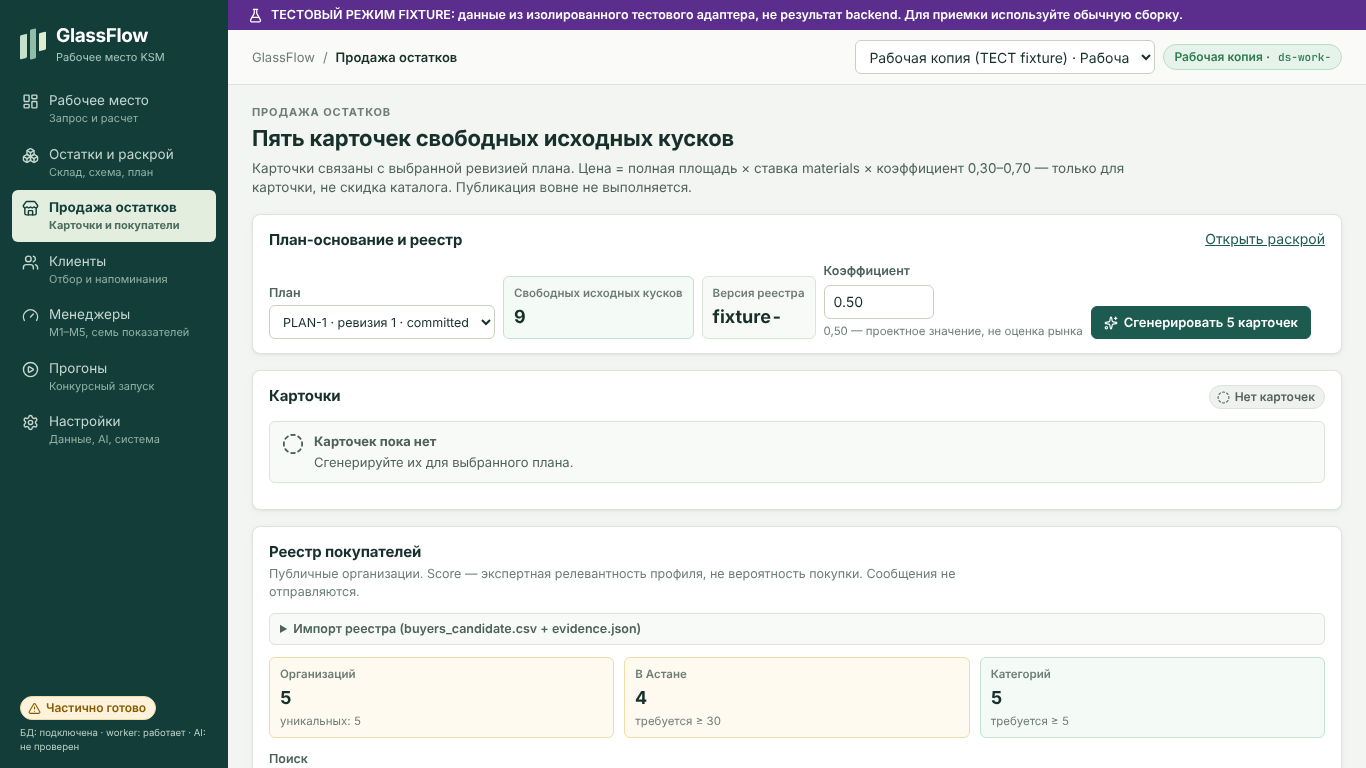 ТЕСТОВЫЙ РЕЖИМ FIXTURE: данные из изолированного тестового адаптера, не результат backend. Для приемки используйте обычную сборку.
GlassFlow
Рабочее место KSM
Рабочее место
Запрос и расчет
Остатки и раскрой
Склад, схема, план
Продажа остатков
Карточки и покупатели
Клиенты
Отбор и напоминания
Менеджеры
M1–M5, семь показателей
Прогоны
Конкурсный запуск
Настройки
Данные, AI, система
Частично готово
БД: подключена · worker: работает · AI:
не проверен
GlassFlow / Продажа остатков
Рабочая копия (ТЕСТ fixture) · Рабоча
Рабочая копия · ds-work-
ПРОДАЖА ОСТАТКОВ
Пять карточек свободных исходных кусков
Карточки связаны с выбранной ревизией плана. Цена = полная площадь × ставка materials × коэффициент 0,30–0,70 — только для
карточки, не скидка каталога. Публикация вовне не выполняется.
План-основание и реестр
Открыть раскрой
План
PLAN-1 · ревизия 1 · committed
Свободных исходных кусков
9
Версия реестра
fixture-
Коэффициент
0.50
0,50 — проектное значение, не оценка рынка
Сгенерировать 5 карточек
Карточки
Нет карточек
Карточек пока нет
Сгенерируйте их для выбранного плана.
Реестр покупателей
Публичные организации. Score — экспертная релевантность профиля, не вероятность покупки. Сообщения не
отправляются.
Импорт реестра (buyers_candidate.csv + evidence.json)
Организаций
5
уникальных: 5
В Астане
4
требуется ≥ 30
Категорий
5
требуется ≥ 5
Поиск